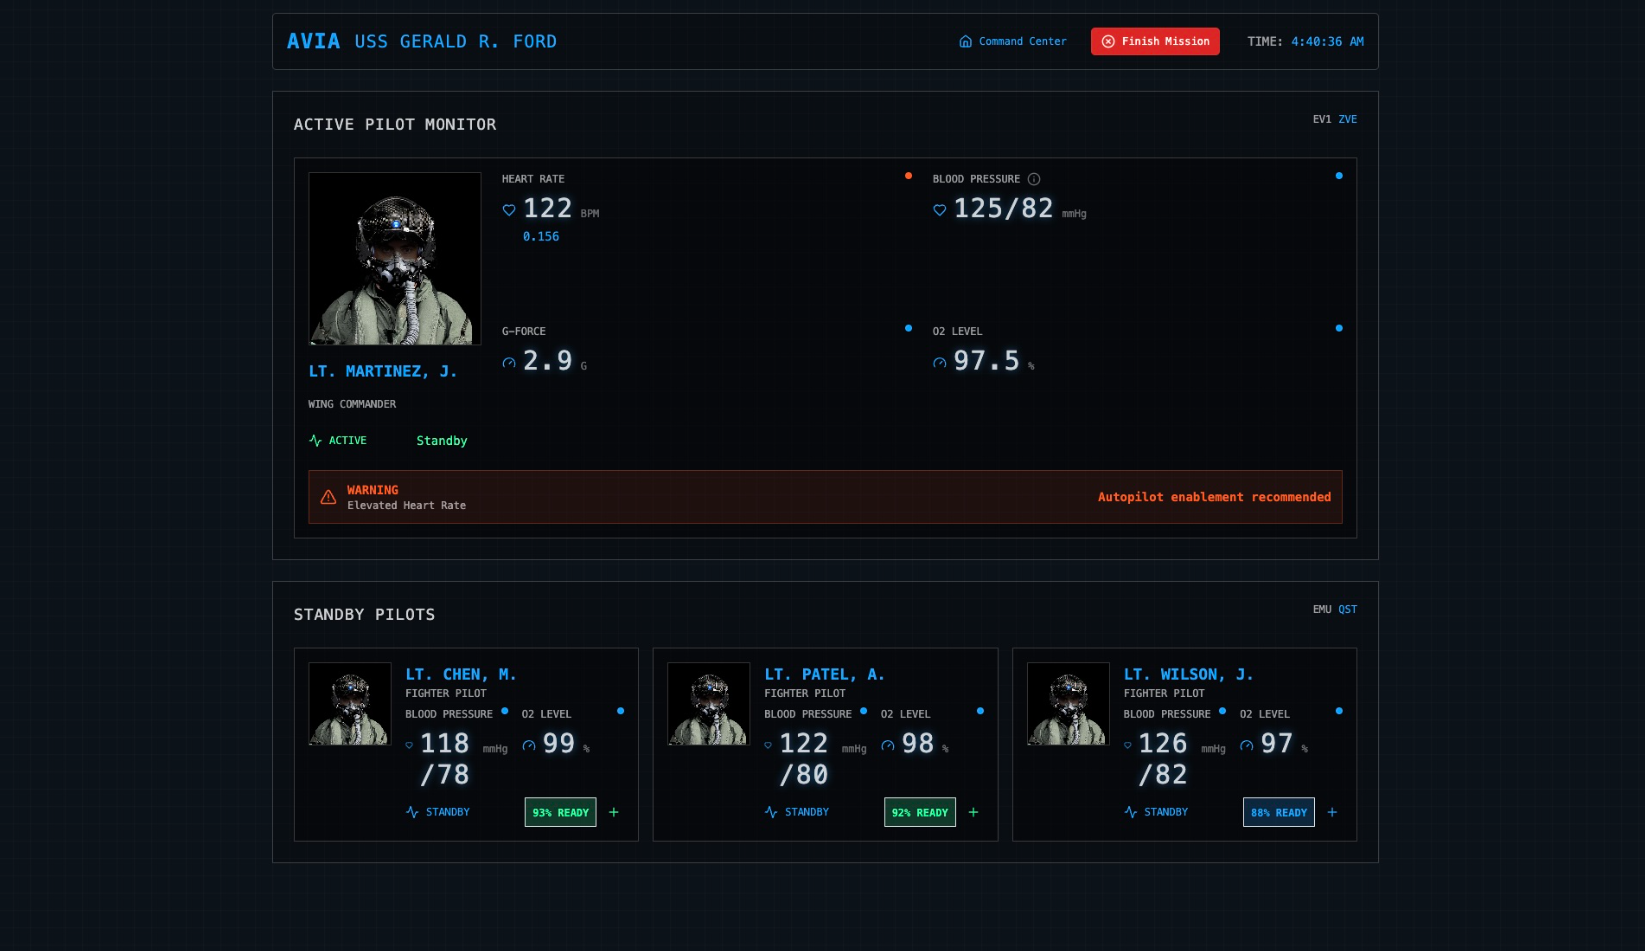 AVIA USS GERALD R. FORD
Command Center
Finish Mission
TIME: 4:40:36 AM
ACTIVE PILOT MONITOR
EV1 ZVE
HEART RATE
122 BPM
0.156
BLOOD PRESSURE
125/82 mmHg
G-FORCE
2.9 G
O2 LEVEL
97.5 %
LT. MARTINEZ, J.
WING COMMANDER
ACTIVE
Standby
WARNING
Elevated Heart Rate
Autopilot enablement recommended
STANDBY PILOTS
EMU QST
LT. CHEN, M.
FIGHTER PILOT
BLOOD PRESSURE
118 mmHg
/78
O2 LEVEL
99 %
STANDBY
93% READY +
LT. PATEL, A.
FIGHTER PILOT
BLOOD PRESSURE
122 mmHg
/80
O2 LEVEL
98 %
STANDBY
92% READY +
LT. WILSON, J.
FIGHTER PILOT
BLOOD PRESSURE
126 mmHg
/82
O2 LEVEL
97 %
STANDBY
88% READY +